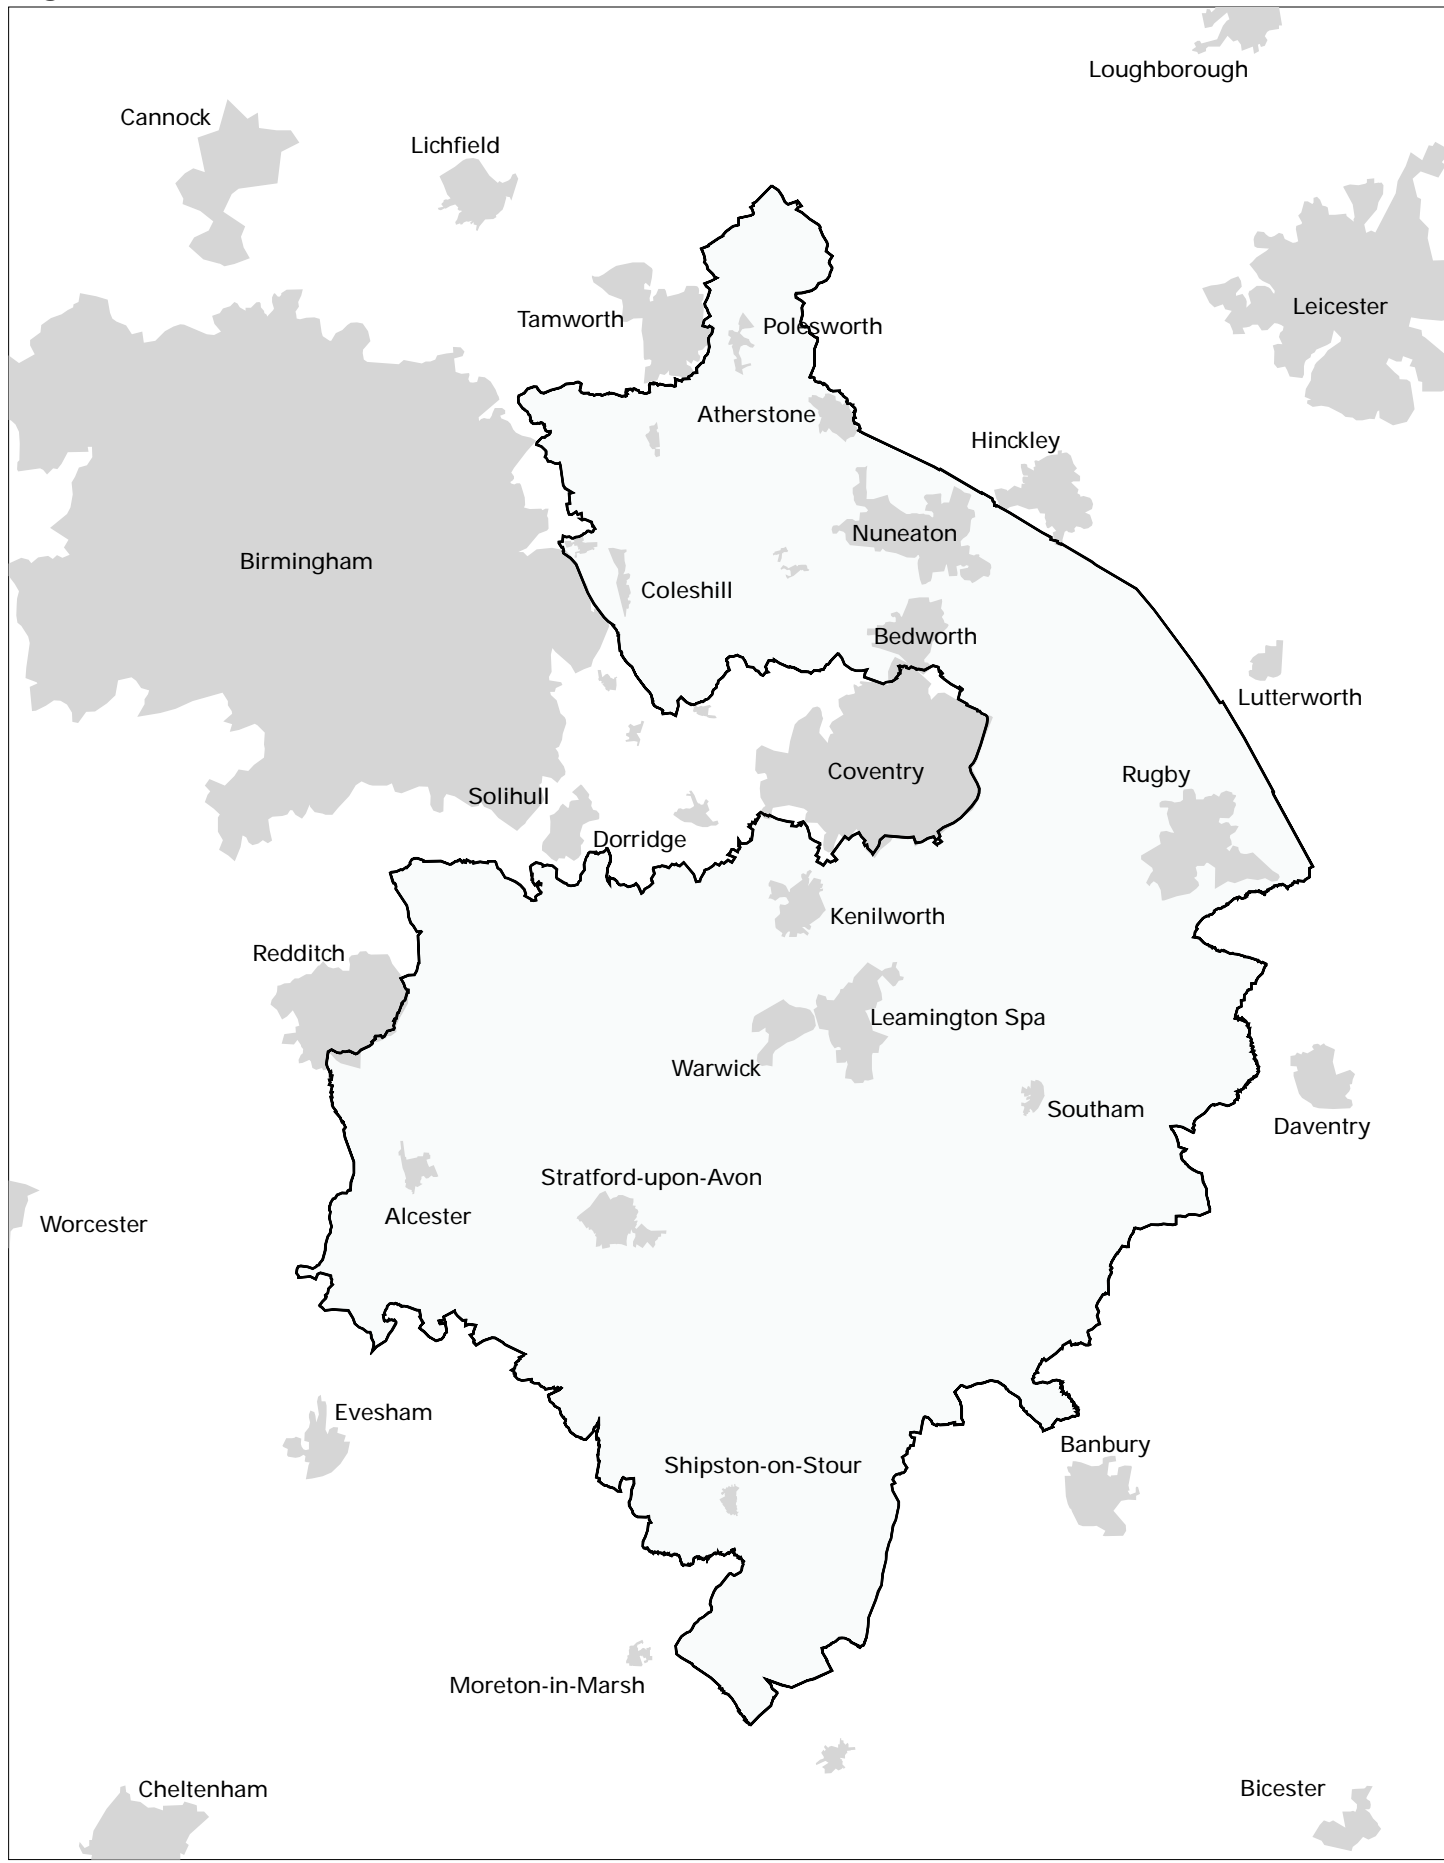 Loughborough
Cannock
Lichfield
Leicester
Tamworth
Polesworth
Atherstone
Hinckley
Nuneaton
Birmingham
Coleshill
Bedworth
Lutterworth
Coventry
Rugby
Solihull
Dorridge
Kenilworth
Redditch
Leamington Spa
Warwick
Southam
Daventry
Stratford-upon-Avon
Alcester
Worcester
Evesham
Banbury
Shipston-on-Stour
Moreton-in-Marsh
Cheltenham
Bicester